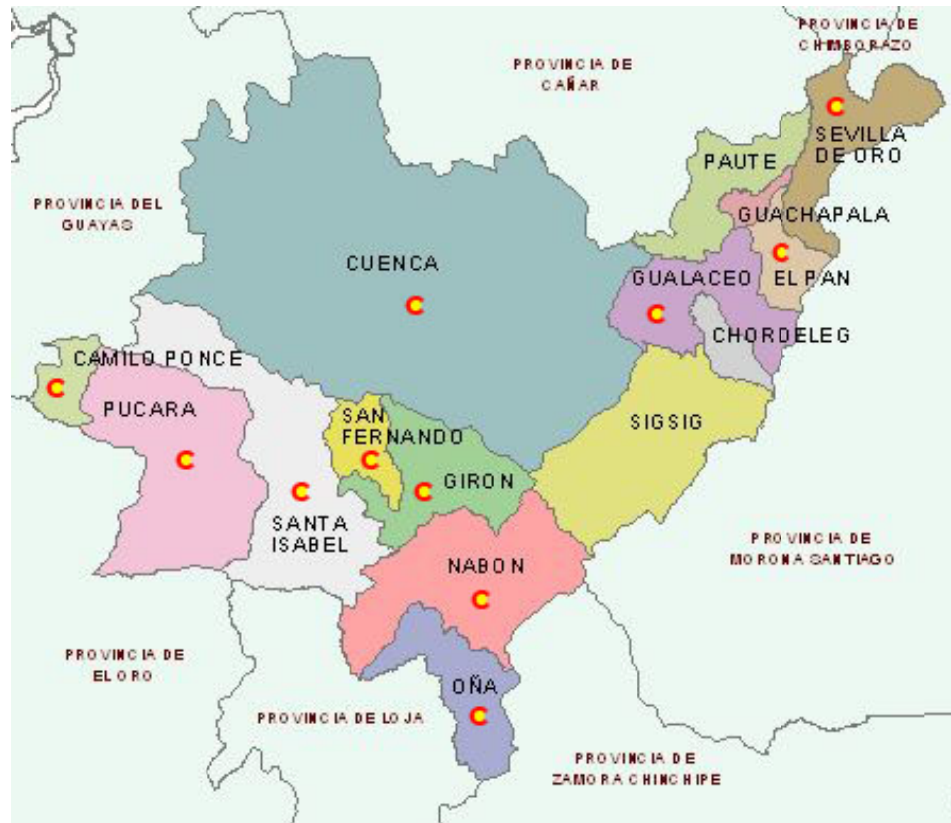 PROVINCIA DE
CHIMBORAZO
PROVINCIA DE
CAÑAR
C
SEVILLA
DE ORO
PAUTE
PROVINCIA DEL
GUAYAS
GUACHAPALA
C
CUENCA
GUALACEO
EL PAN
C
C
CHORDELEG
CAMILO PONCE
C
PUCARA
SAN
FERNANDO
SIGSIG
C
C
GIRON
C
C
SANTA
ISABEL
PROVINCIA DE
MORONA SANTIAGO
NABON
C
PROVINCIA DE
EL ORO
OÑA
C
PROVINCIA DE LOJA
PROVINCIA DE
ZAMORA CHINCHIPE